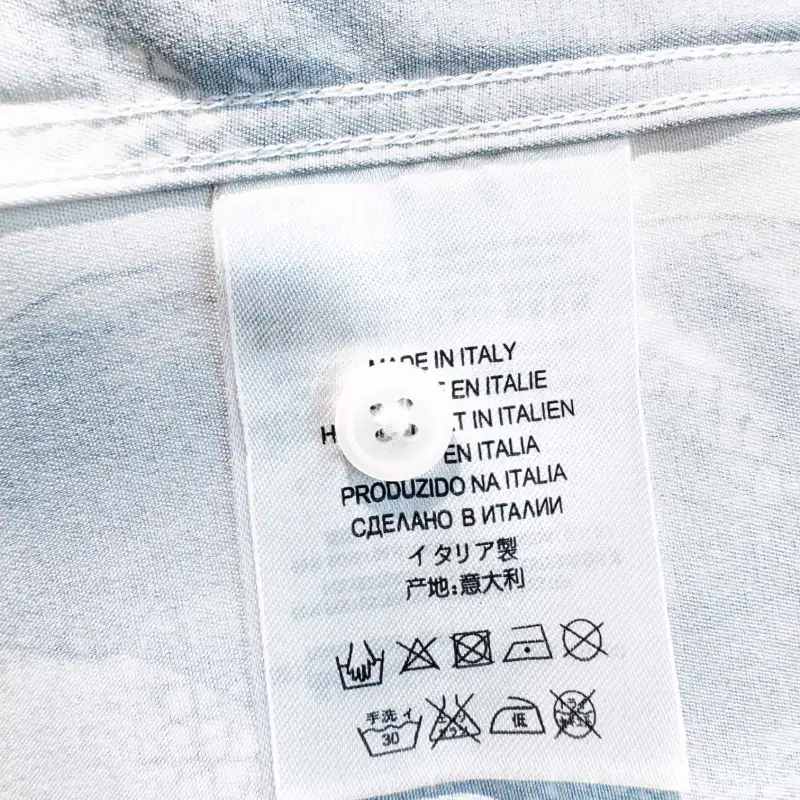 MADE IN ITALY
EN ITALIE
IN ITALIEN
EN ITALIA
PRODUZIDO NA ITALIA
СДЕЛАНО В ИТАЛИИ
イタリア製
产地:意大利
手洗イ
30
低